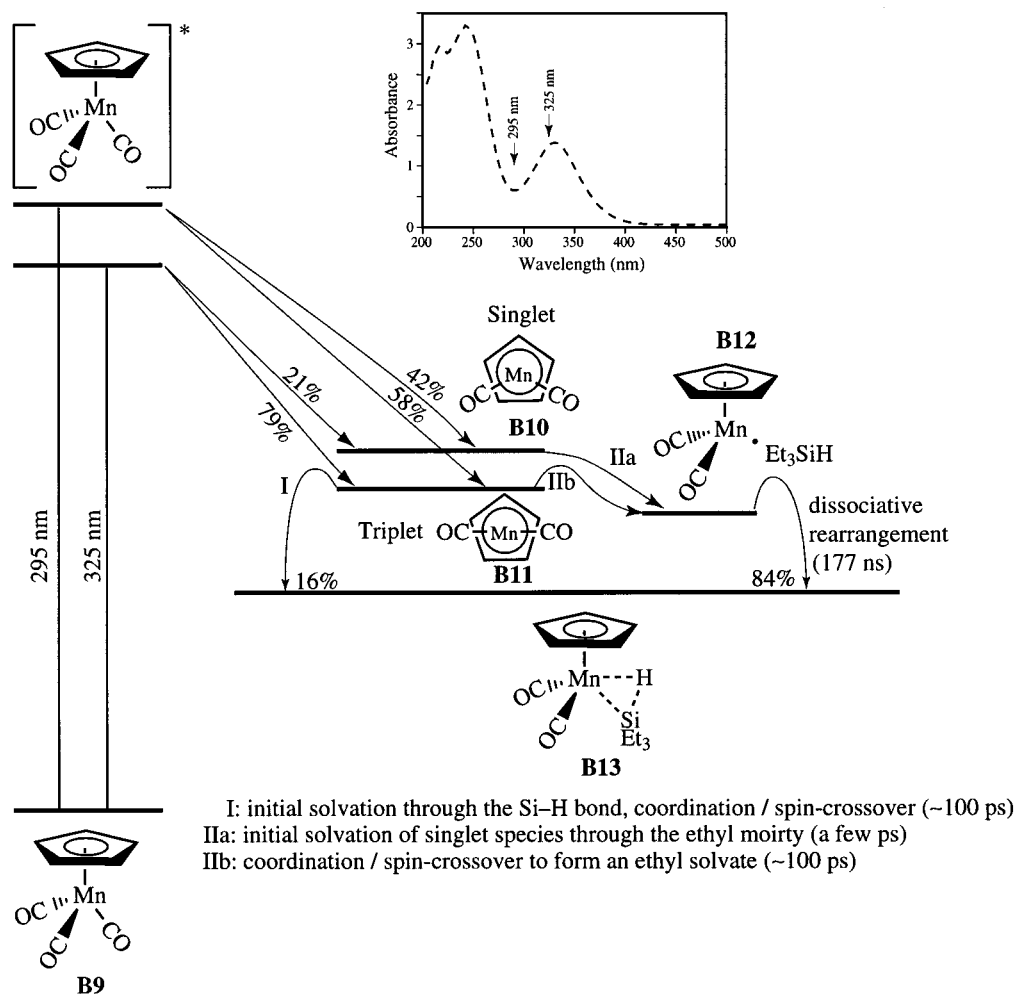 *
Mn
OC
OC
CO
Absorbance
3
2
1
0
295 nm
325 nm
200 250 300 350 400 450 500
Wavelength (nm)
295 nm
325 nm
21%
79%
42%
58%
Singlet
Mn
OC CO
B10
I
IIa
IIb
Triplet
OC Mn CO
B11
B12
OC Mn
OC
• Et3SiH
dissociative
rearrangement
(177 ns)
16%
84%
OC Mn H
OC Si
Et3
B13
I: initial solvation through the Si–H bond, coordination / spin-crossover (~100 ps)
IIa: initial solvation of singlet species through the ethyl moirty (a few ps)
IIb: coordination / spin-crossover to form an ethyl solvate (~100 ps)
Mn
OC
OC
CO
B9